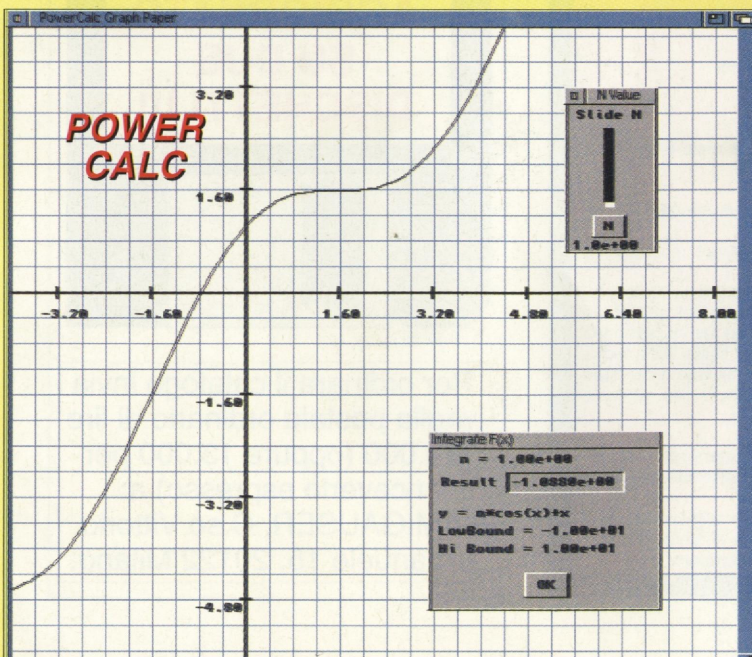 PowerCalc Graph Paper
POWER
CALC
N Value
Slide N
N
1.0e+00
3.20
1.60
-3.20
-1.60
1.60
3.20
4.80
6.40
8.00
-1.60
-3.20
-4.80
Integrate F(x)
n = 1.00e+00
Result -1.0880e+00
y = n*cos(x)+x
LowBound = -1.00e+01
Hi Bound = 1.00e+01
OK